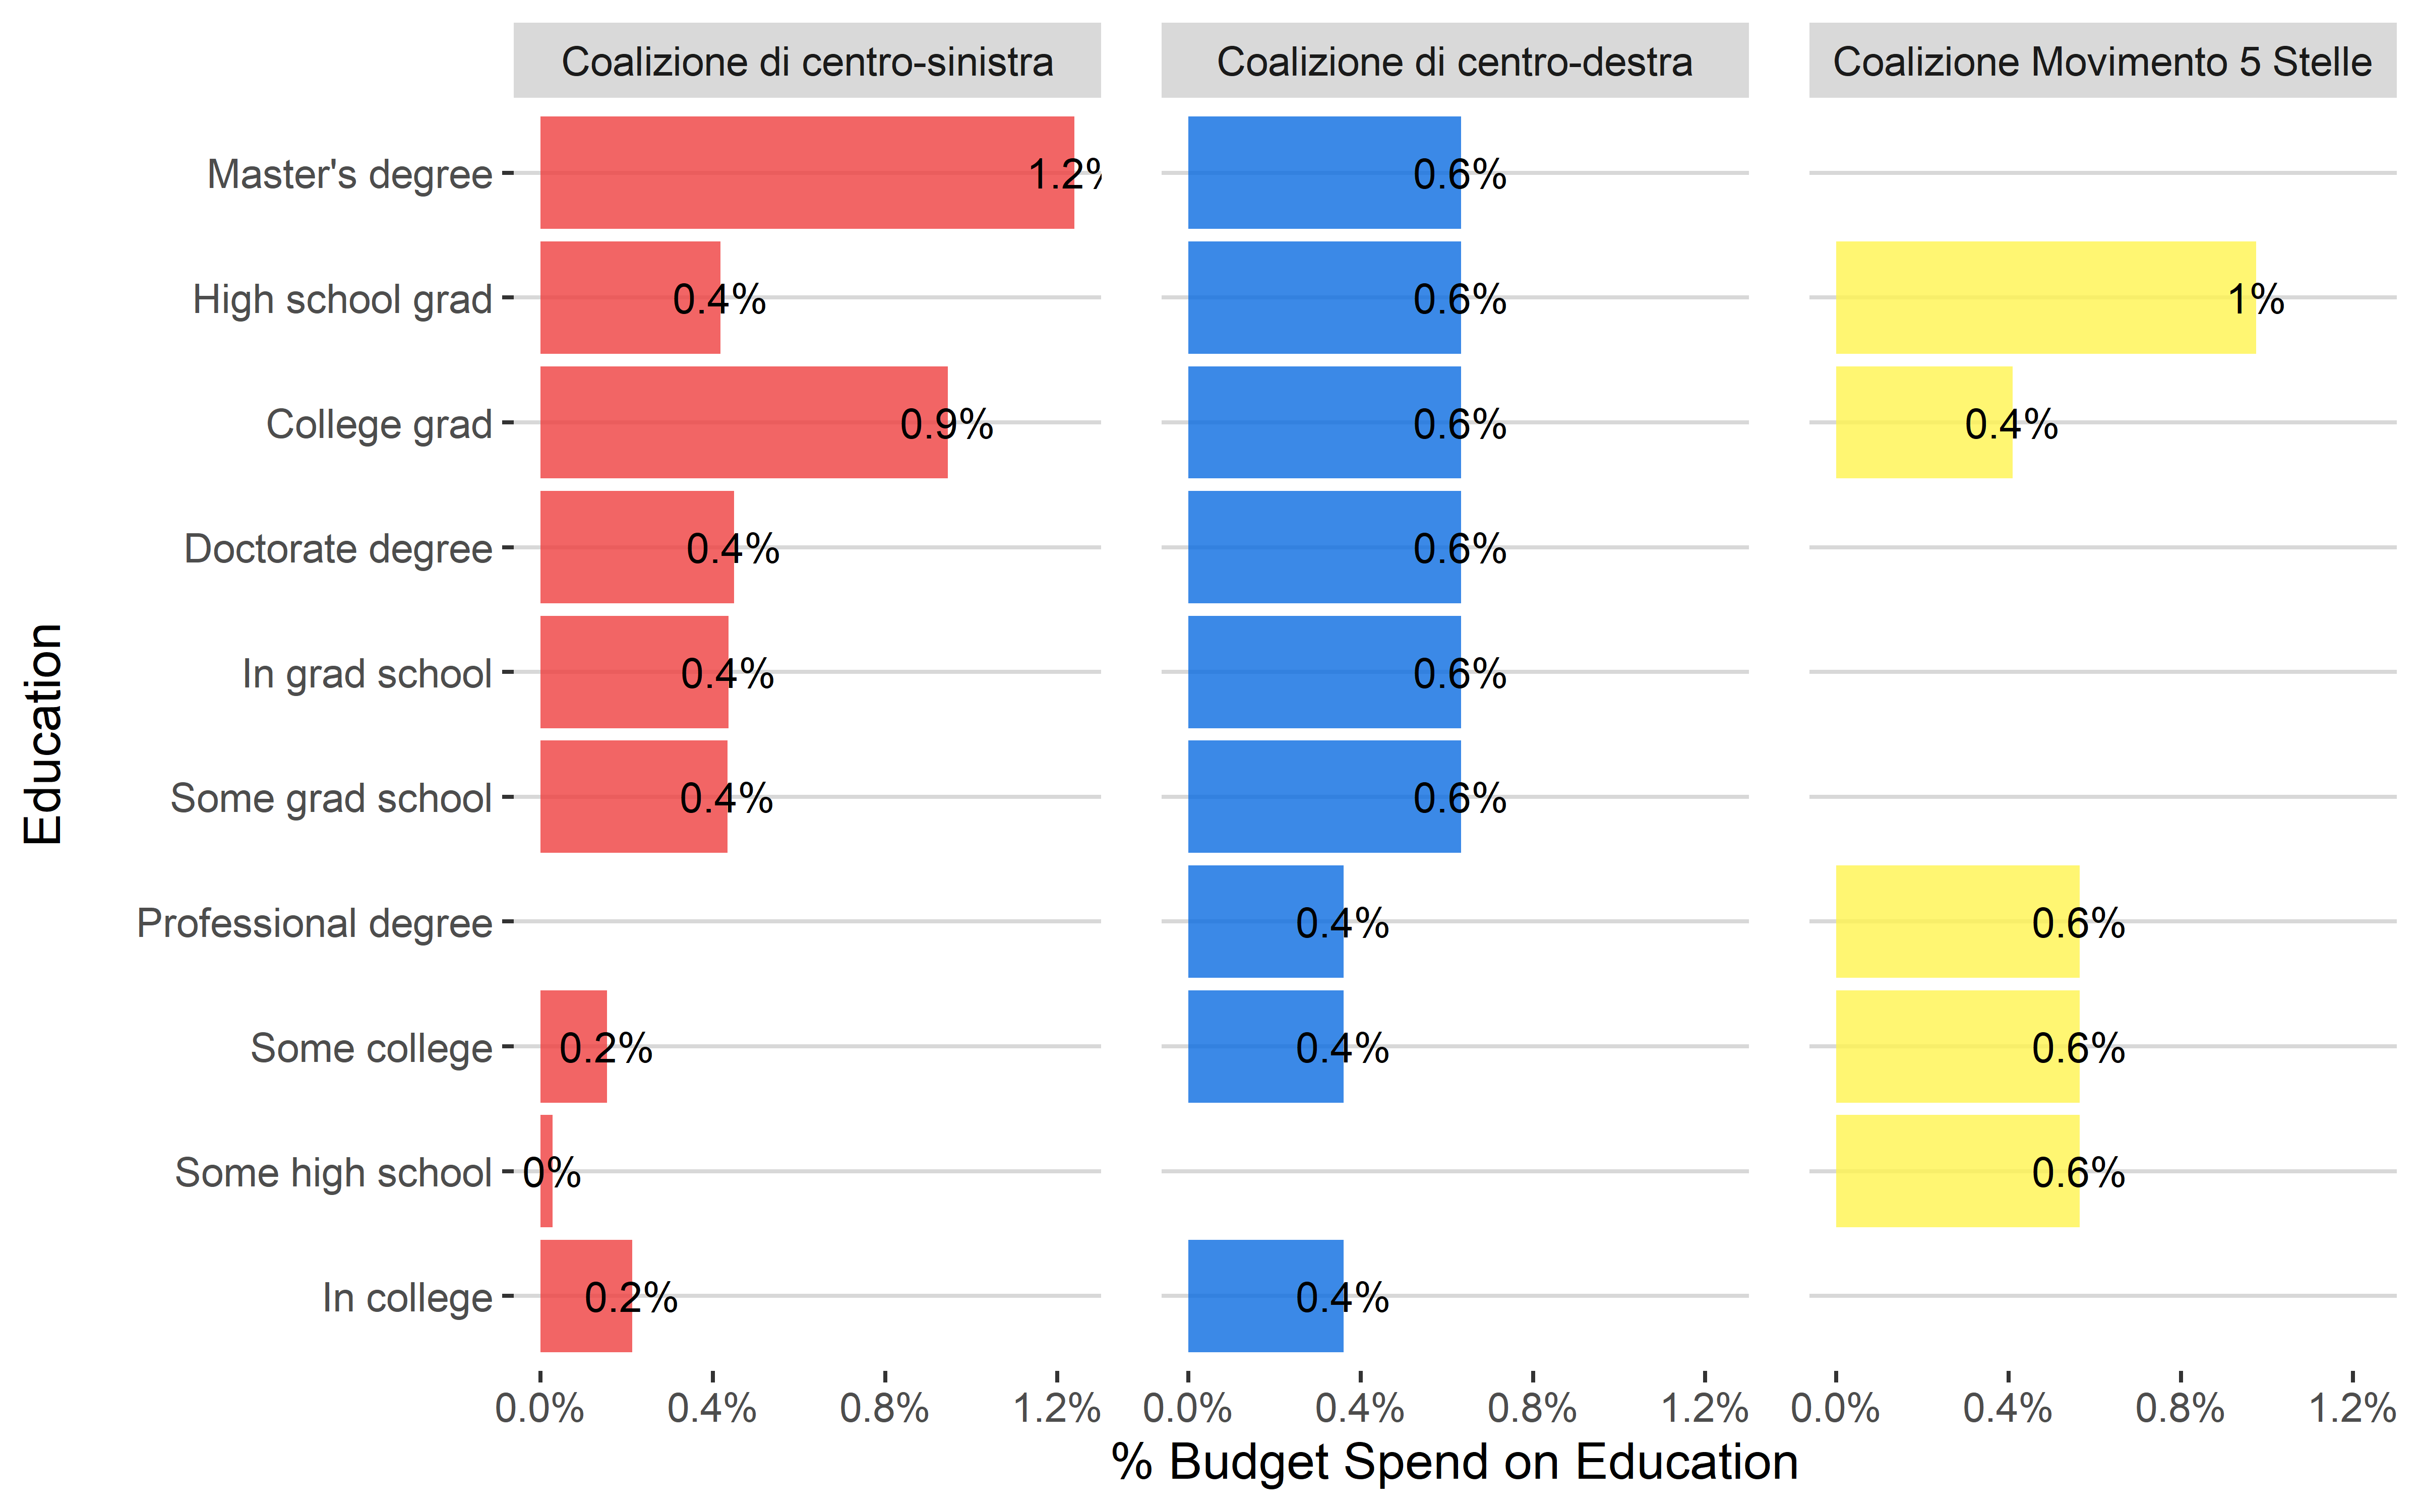 Coalizione di centro-sinistra Coalizione di centro-destra Coalizione Movimento 5 Stelle
Education
Master's degree 1.2% 0.6%
High school grad 0.4% 0.6% 1%
College grad 0.9% 0.6% 0.4%
Doctorate degree 0.4% 0.6%
In grad school 0.4% 0.6%
Some grad school 0.4% 0.6%
Professional degree 0.4% 0.6%
Some college 0.2% 0.4% 0.6%
Some high school 0% 0.6%
In college 0.2% 0.4%
0.0% 0.4% 0.8% 1.2% 0.0% 0.4% 0.8% 1.2% 0.0% 0.4% 0.8% 1.2%
% Budget Spend on Education